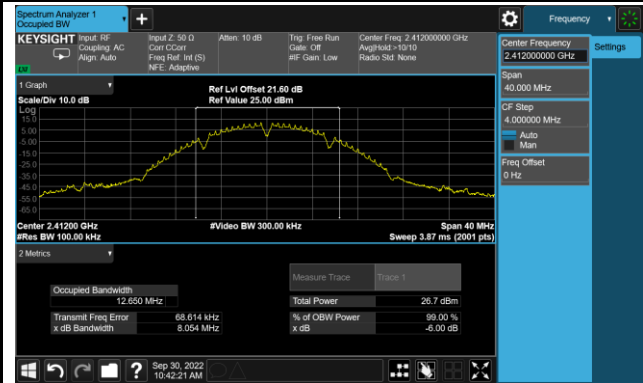 Spectrum Analyzer 1
Occupied BW
Frequency
KEYSIGHT
Input: RF
Coupling: AC
Align: Auto
Input Z: 50 Ω
Corr CCorr
Freq Ref: Int (S)
NFE: Adaptive
Atten: 10 dB
Trig: Free Run
Gate: Off
#IF Gain: Low
Center Freq: 2.412000000 GHz
Avg|Hold:>10/10
Radio Std: None
Center Frequency
2.412000000 GHz
Settings
Span
40.000 MHz
CF Step
4.000000 MHz
Auto
Man
Freq Offset
0 Hz
1 Graph
Scale/Div 10.0 dB
Ref Lvl Offset 21.60 dB
Ref Value 25.00 dBm
Log
15.0
5.00
-5.00
-15.0
-25.0
-35.0
-45.0
-55.0
-65.0
Center 2.41200 GHz
#Res BW 100.00 kHz
#Video BW 300.00 kHz
Span 40 MHz
Sweep 3.87 ms (2001 pts)
2 Metrics
Measure Trace
Trace 1
Occupied Bandwidth
12.650 MHz
Total Power
26.7 dBm
Transmit Freq Error
68.614 kHz
% of OBW Power
99.00 %
x dB Bandwidth
8.054 MHz
x dB
-6.00 dB
?
Sep 30, 2022
10:42:21 AM